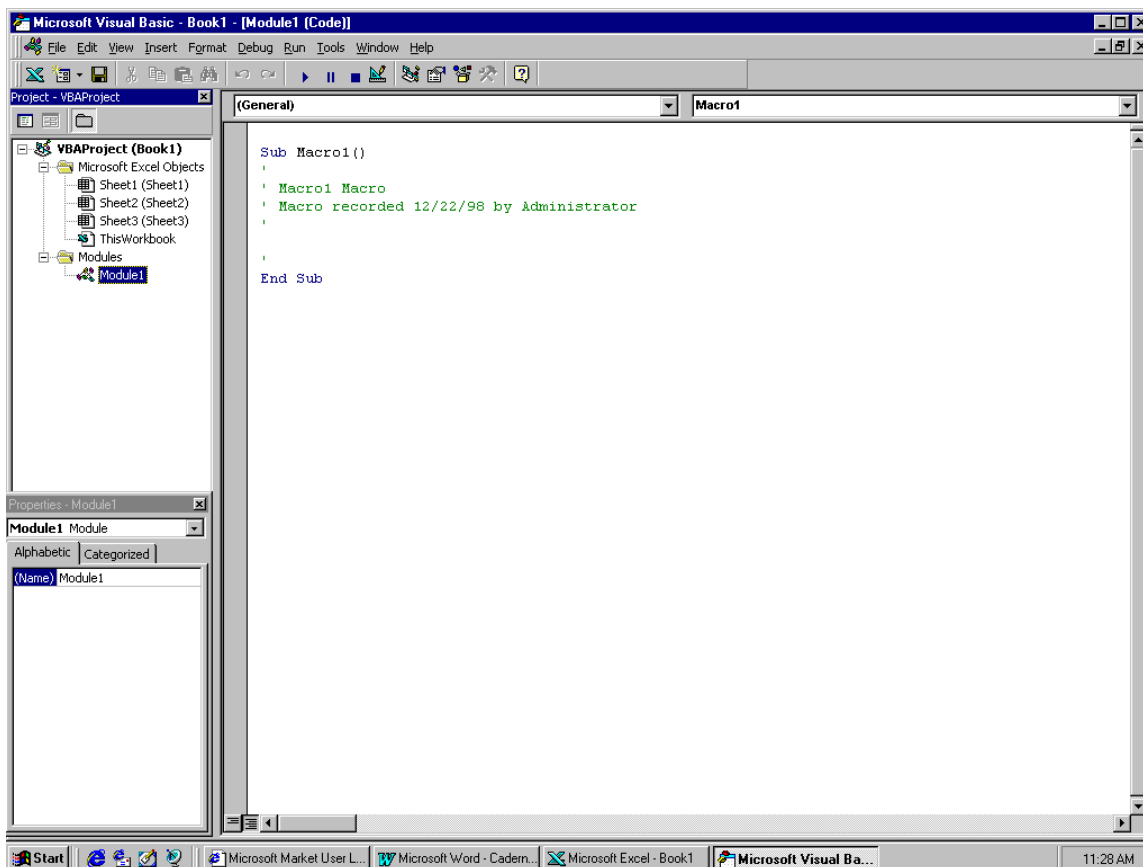 Microsoft Visual Basic - Book1 - [Module1 (Code)]
File Edit View Insert Format Debug Run Tools Window Help
Project - VBAProject
(General)
Macro1
VBAProject (Book1)
Microsoft Excel Objects
Sheet1 (Sheet1)
Sheet2 (Sheet2)
Sheet3 (Sheet3)
ThisWorkbook
Modules
Module1
Sub Macro1()
'
' Macro1 Macro
' Macro recorded 12/22/98 by Administrator
'
'
End Sub
Properties - Module1
Module1 Module
Alphabetic Categorized
(Name) Module1
Start
Microsoft Market User L...
Microsoft Word - Cadern...
Microsoft Excel - Book1
Microsoft Visual Ba...
11:28 AM